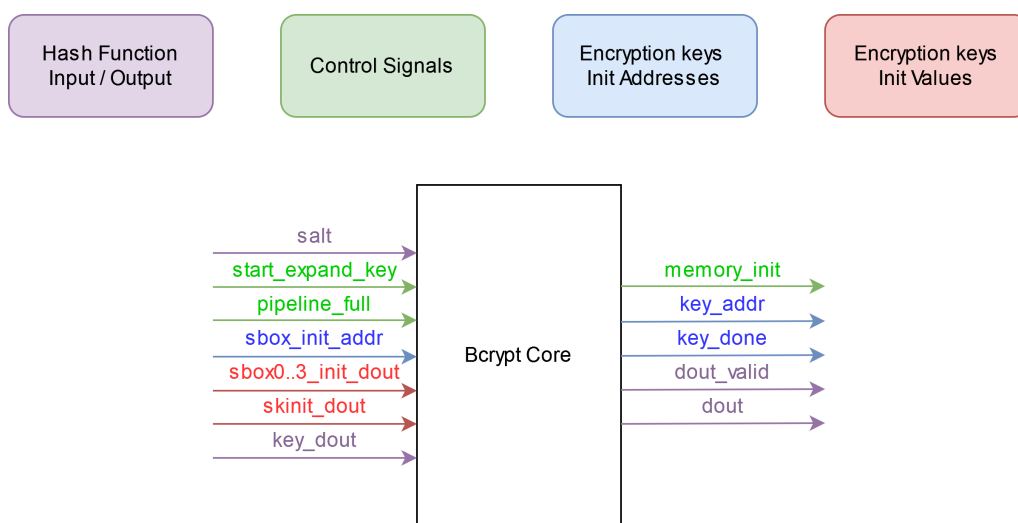 Hash Function
Input / Output
Control Signals
Encryption keys
Init Addresses
Encryption keys
Init Values
salt
start_expand_key
pipeline_full
sbox_init_addr
sbox0..3_init_dout
skinit_dout
key_dout
Bcrypt Core
memory_init
key_addr
key_done
dout_valid
dout